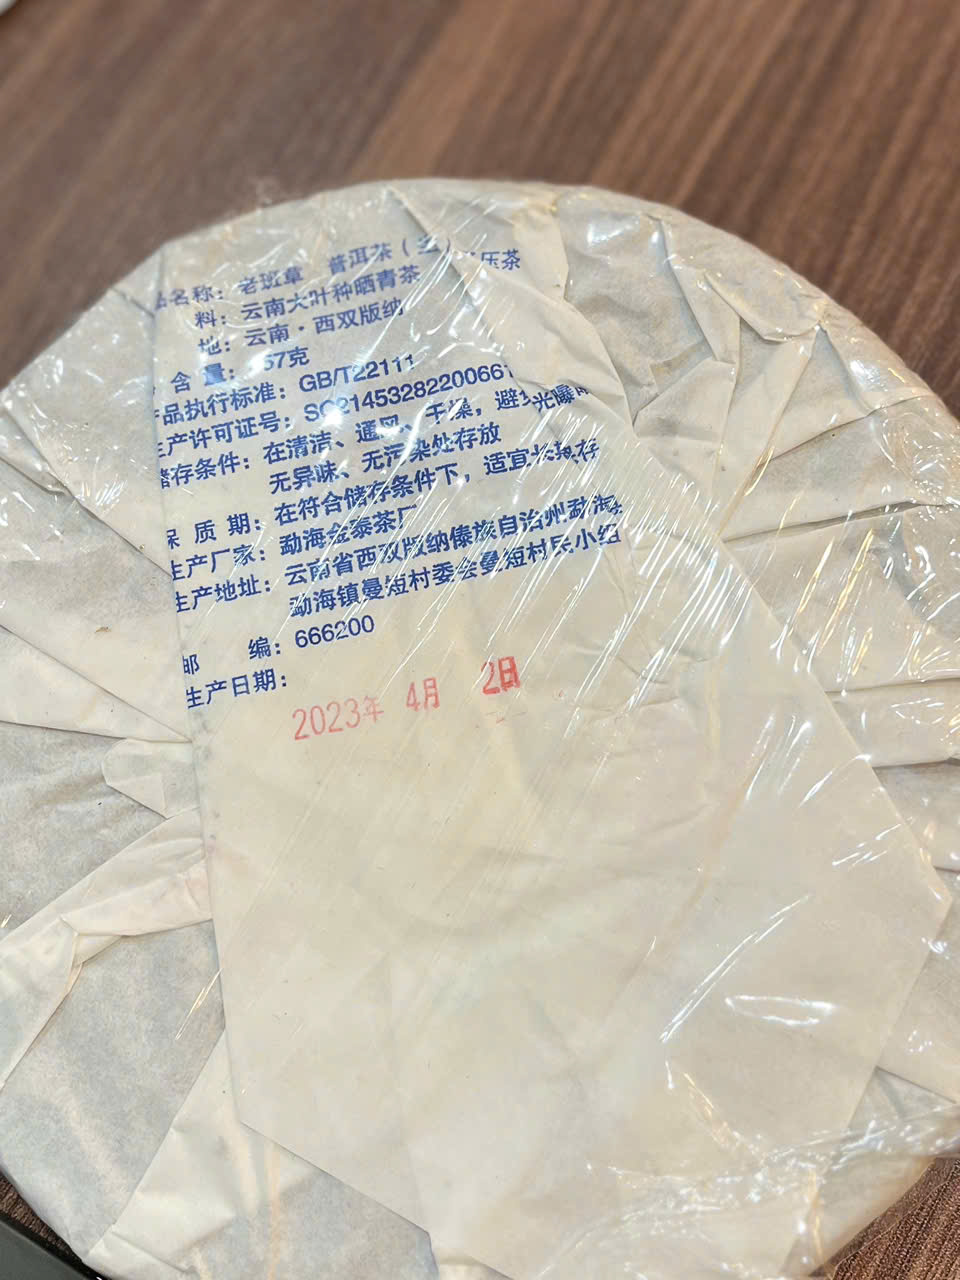 名称：老班章 普洱茶（生）紧压茶
料：云南大叶种晒青茶
地：云南·西双版纳
含量：57克
产品执行标准：GB/T22111
生产许可证号：SC21453282200661
储存条件：在清洁、通风、干燥，避 光曝
无异味、无污染处存放
保质期：在符合储存条件下，适宜长期存
生产厂家：勐海金泰茶厂
生产地址：云南省西双版纳傣族自治州勐海
勐海镇曼短村委会曼短村民小组
邮 编：666200
生产日期：
2023年 4月 2日